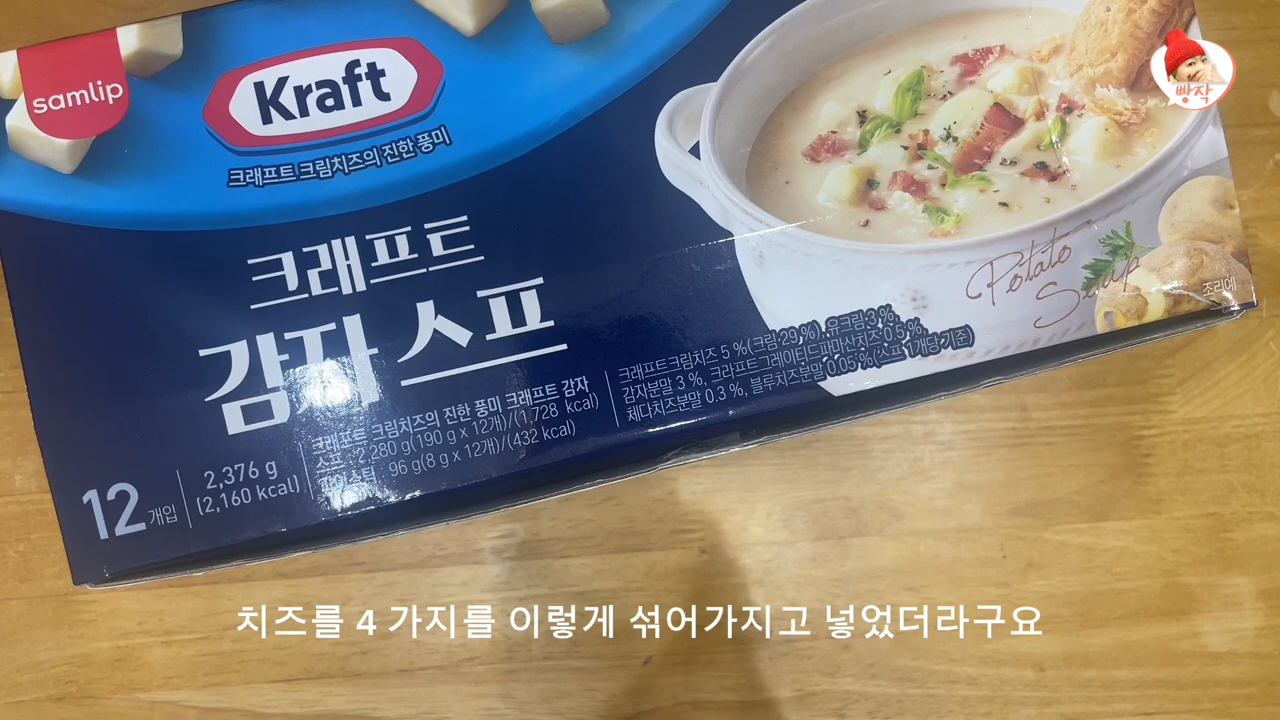 samlip
Kraft
크래프트 크림치즈의 진한 풍미
빵작
크래프트
감자 스프
Potato
Soup
조리예
12 개입
2,376 g
(2,160 kcal)
크래프트 크림치즈의 진한 풍미 크래프트 감자
스프 : 2,280 g(190 g x 12개)/(1,728 kcal)
스틱 : 96 g(8 g x 12개)/(432 kcal)
크래프트크림치즈 5 %(크림 29 %), 유크림 3 %,
감자분말 3 %, 크라프트그레이티드파마산치즈 0.5 %,
체다치즈분말 0.3 %, 블루치즈분말 0.05 %(스프 1개당 기준)
치즈를 4 가지를 이렇게 섞어가지고 넣었더라구요